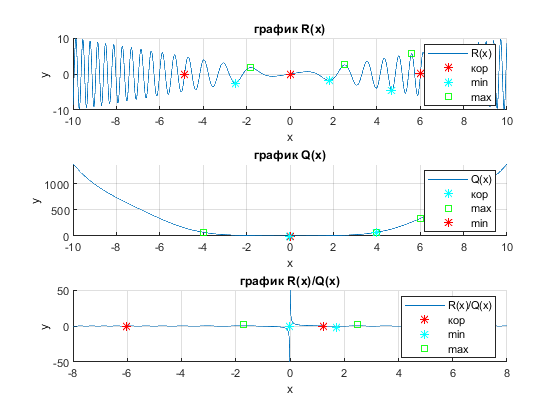 график R(x)
10
0
-10
y
-10 -8 -6 -4 -2 0 2 4 6 8 10
x
R(x)
кор
min
max
график Q(x)
1000
500
0
y
-10 -8 -6 -4 -2 0 2 4 6 8 10
x
Q(x)
кор
max
min
график R(x)/Q(x)
50
0
-50
y
-8 -6 -4 -2 0 2 4 6 8
x
R(x)/Q(x)
кор
min
max